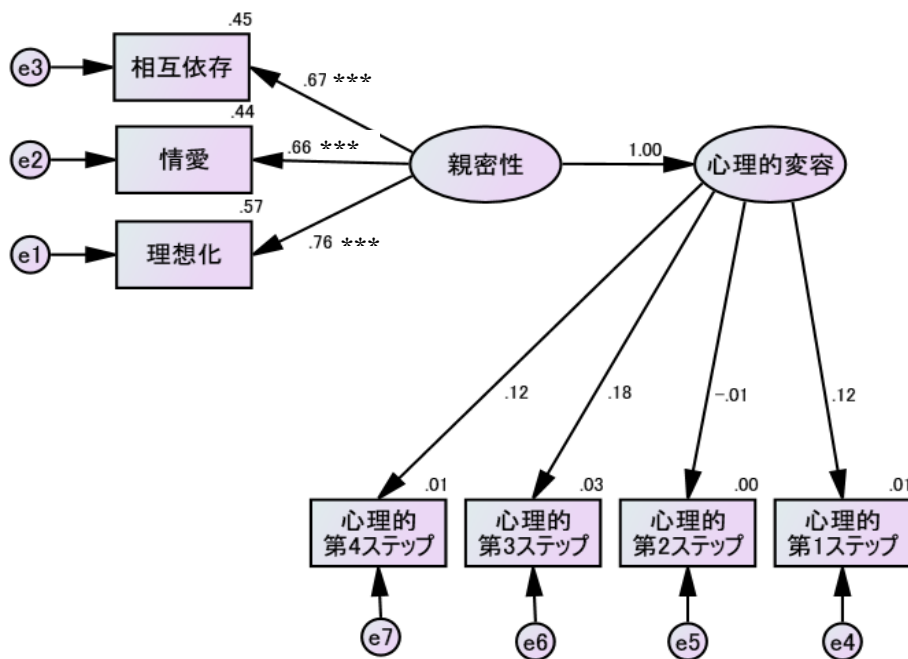 .45
e3
相互依存
.67 ***
.44
e2
情愛
.66 ***
親密性
1.00
心理的変容
.57
e1
理想化
.76 ***
.12
.18
-.01
.12
.01
.03
.00
.01
心理的
第4ステップ
心理的
第3ステップ
心理的
第2ステップ
心理的
第1ステップ
e7
e6
e5
e4